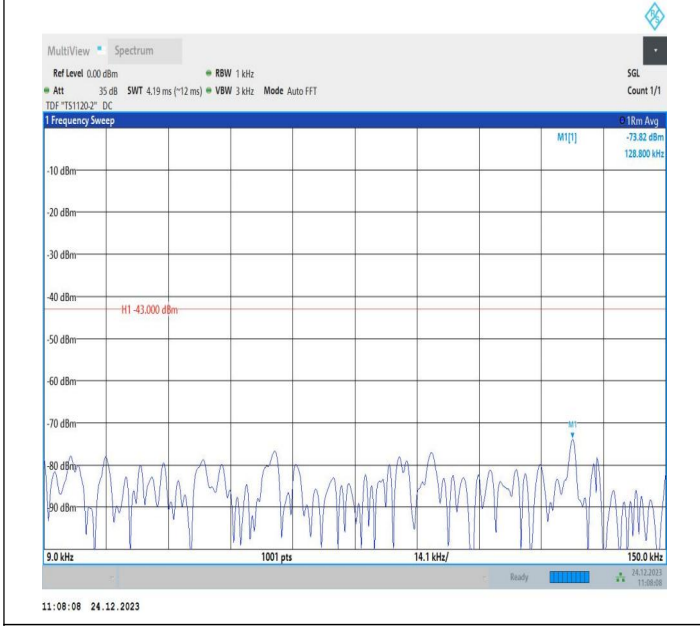 MultiView Spectrum
Ref Level 0.00 dBm RBW 1 kHz SGL
Att 35 dB SWT 4.19 ms (~12 ms) VBW 3 kHz Mode Auto FFT Count 1/1
TDF "TS1120-2" DC
1 Frequency Sweep 1Rm Avg
M1[1] -73.82 dBm
128.800 kHz
-10 dBm
-20 dBm
-30 dBm
-40 dBm
H1 -43.000 dBm
-50 dBm
-60 dBm
-70 dBm
M1
-80 dBm
-90 dBm
9.0 kHz 1001 pts 14.1 kHz/ 150.0 kHz
Ready 24.12.2023
11:08:08
11:08:08 24.12.2023